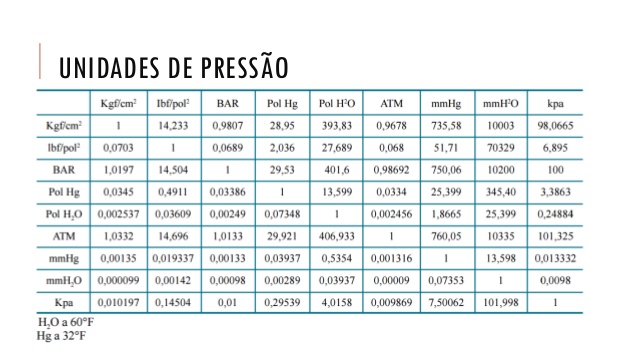 UNIDADES DE PRESSÃO
Kgf/cm² Ibf/pol² BAR Pol Hg Pol H²O ATM mmHg mmH²O kpa
Kgf/cm² 1 14,233 0,9807 28,95 393,83 0,9678 735,58 10003 98,0665
Ibf/pol² 0,0703 1 0,0689 2,036 27,689 0,068 51,71 70329 6,895
BAR 1,0197 14,504 1 29,53 401,6 0,98692 750,06 10200 100
Pol Hg 0,0345 0,4911 0,03386 1 13,599 0,0334 25,399 345,40 3,3863
Pol H₂O 0,002537 0,03609 0,00249 0,07348 1 0,002456 1,8665 25,399 0,24884
ATM 1,0332 14,696 1,0133 29,921 406,933 1 760,05 10335 101,325
mmHg 0,00135 0,019337 0,00133 0,03937 0,5354 0,001316 1 13,598 0,013332
mmH₂O 0,000099 0,00142 0,00098 0,00289 0,03937 0,00009 0,07353 1 0,0098
Kpa 0,010197 0,14504 0,01 0,29539 4,0158 0,009869 7,50062 101,998 1
H₂O a 60°F
Hg a 32°F